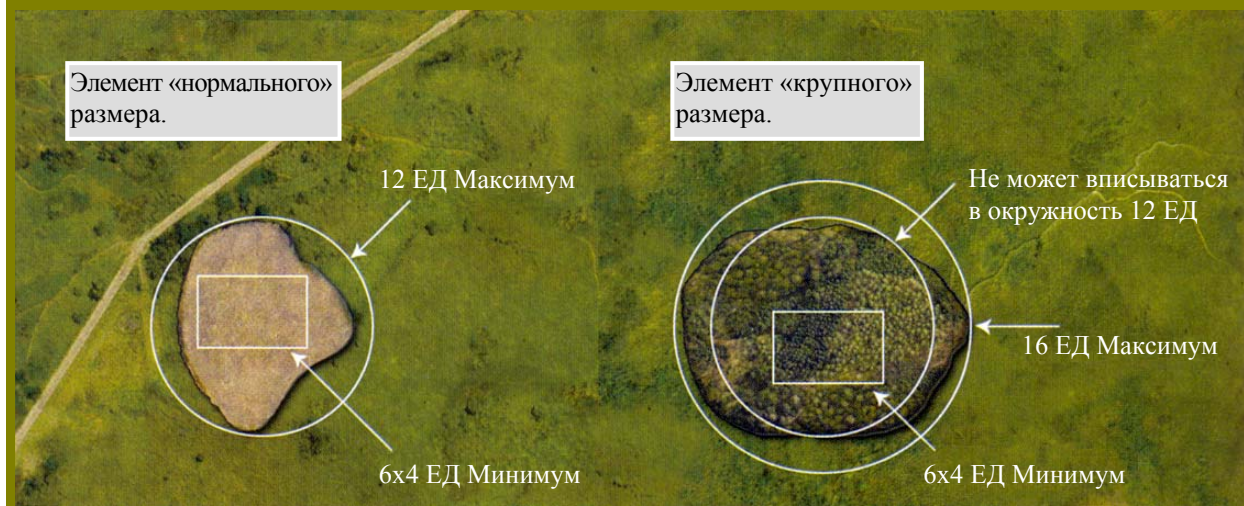 Элемент «нормального»
размера.
12 ЕД Максимум
6х4 ЕД Минимум
Элемент «крупного»
размера.
Не может вписываться
в окружность 12 ЕД
16 ЕД Максимум
6х4 ЕД Минимум